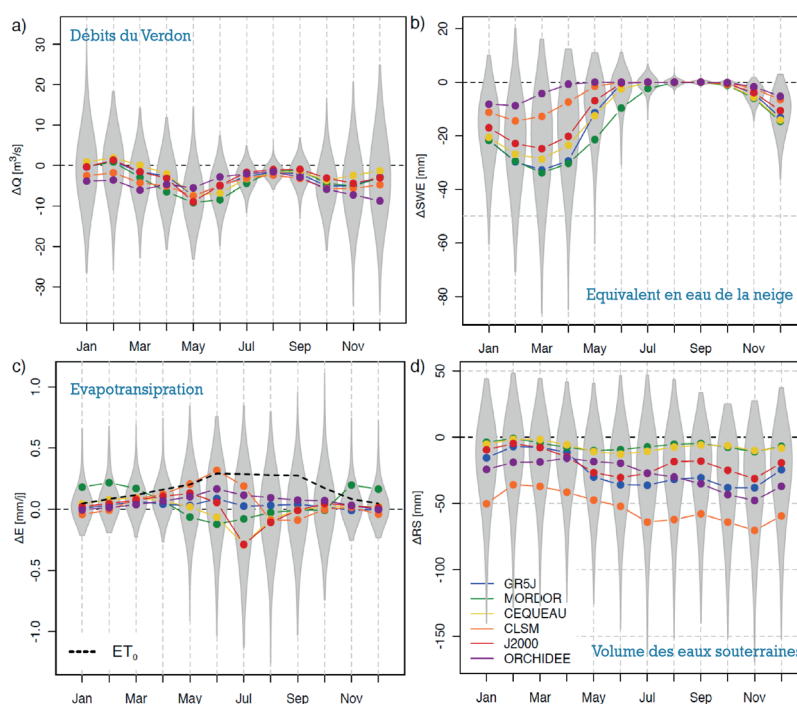 a)
Débits du Verdon
ΔQ [m³/s]
30
20
10
0
-10
-20
-30
Jan Mar May Jul Sep Nov
b)
Equivalent en eau de la neige
ΔSWE [mm]
20
0
-20
-40
-60
-80
Jan Mar May Jul Sep Nov
c)
Evapotranspiration
ΔE [mm/j]
1.0
0.5
0.0
-0.5
-1.0
ET₀
Jan Mar May Jul Sep Nov
d)
ΔRS [mm]
50
0
-50
-100
-150
GR5J
MORDOR
CEQUEAU
CLSM
J2000
ORCHIDEE
Volume des eaux souterraines
Jan Mar May Jul Sep Nov